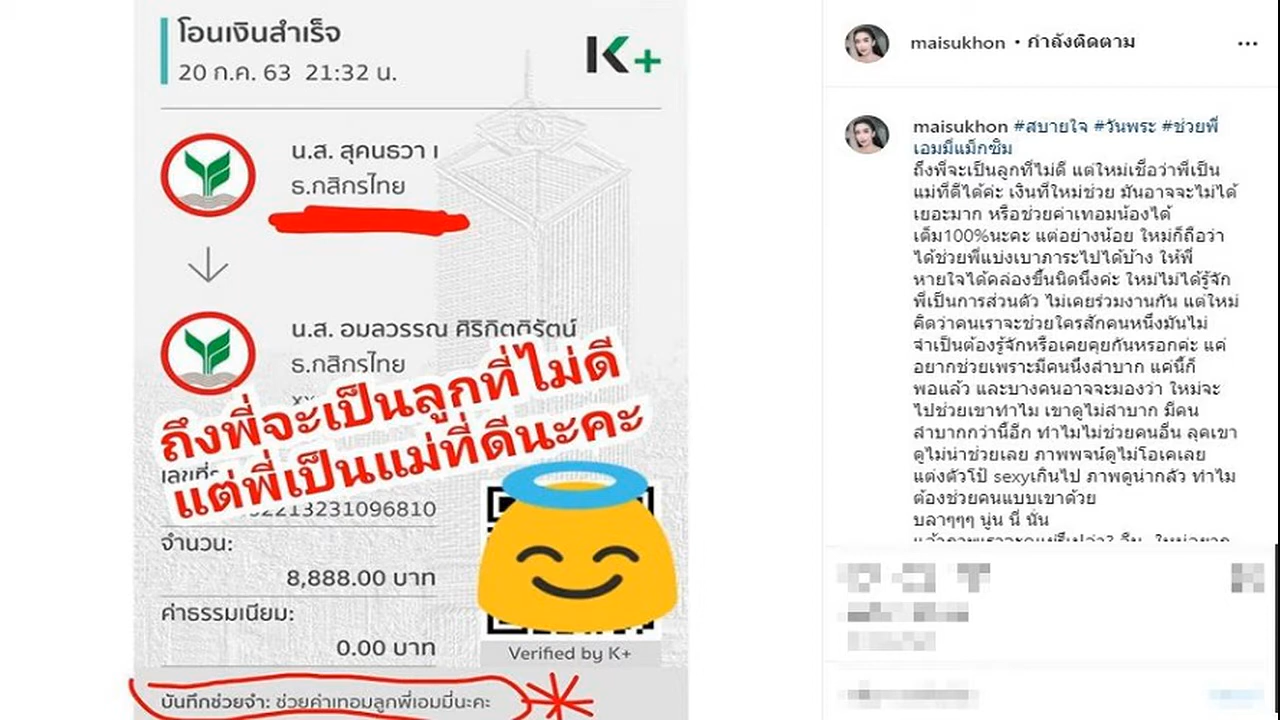 โอนเงินสำเร็จ
20 ก.ค. 63 21:32 น.
K+
น.ส. สุคนธวา เ
ธ.กสิกรไทย
น.ส. อมลวรรณ ศิริกิตติรัตน์
ธ.กสิกรไทย
ถึงพี่จะเป็นลูกที่ไม่ดี
แต่พี่เป็นแม่ที่ดีนะคะ
เลขที่ร
2213231096810
จำนวน:
8,888.00 บาท
ค่าธรรมเนียม:
0.00 บาท
Verified by K+
บันทึกช่วยจำ: ช่วยค่าเทอมลูกพี่เอมมี่นะคะ
maisukhon • กำลังติดตาม
maisukhon #สบายใจ #วันพระ #ช่วยพี่
เอมมี่แม็กซิม
ถึงพี่จะเป็นลูกที่ไม่ดี แต่ใหม่เชื่อว่าพี่เป็น
แม่ที่ดีได้ค่ะ เงินที่ใหม่ช่วย มันอาจจะไม่ได้
เยอะมาก หรือช่วยค่าเทอมน้องได้
เต็ม100%นะคะ แต่อย่างน้อย ใหม่ก็ถือว่า
ได้ช่วยพี่แบ่งเบาภาระไปได้บ้าง ให้พี่
หายใจได้คล่องขึ้นนิดนึงค่ะ ใหม่ไม่ได้รู้จัก
พี่เป็นการส่วนตัว ไม่เคยร่วมงานกัน แต่ใหม่
คิดว่าคนเราจะช่วยใครสักคนหนึ่งมันไม่
จำเป็นต้องรู้จักหรือเคยคุยกันหรอกค่ะ แค่
อยากช่วยเพราะมีคนนึงลำบาก แค่นี้ก็
พอแล้ว และบางคนอาจจะมองว่า ใหม่จะ
ไปช่วยเขาทำไม เขาดูไม่ลำบาก มีคน
ลำบากกว่านี้อีก ทำไมไม่ช่วยคนอื่น ลุคเขา
ดูไม่น่าช่วยเลย ภาพพจน์ดูไม่โอเคเลย
แต่งตัวโป๊ sexyเกินไป ภาพดูน่ากลัว ทำไม
ต้องช่วยคนแบบเขาด้วย
บลาๆๆๆ นู่น นี่ นั่น